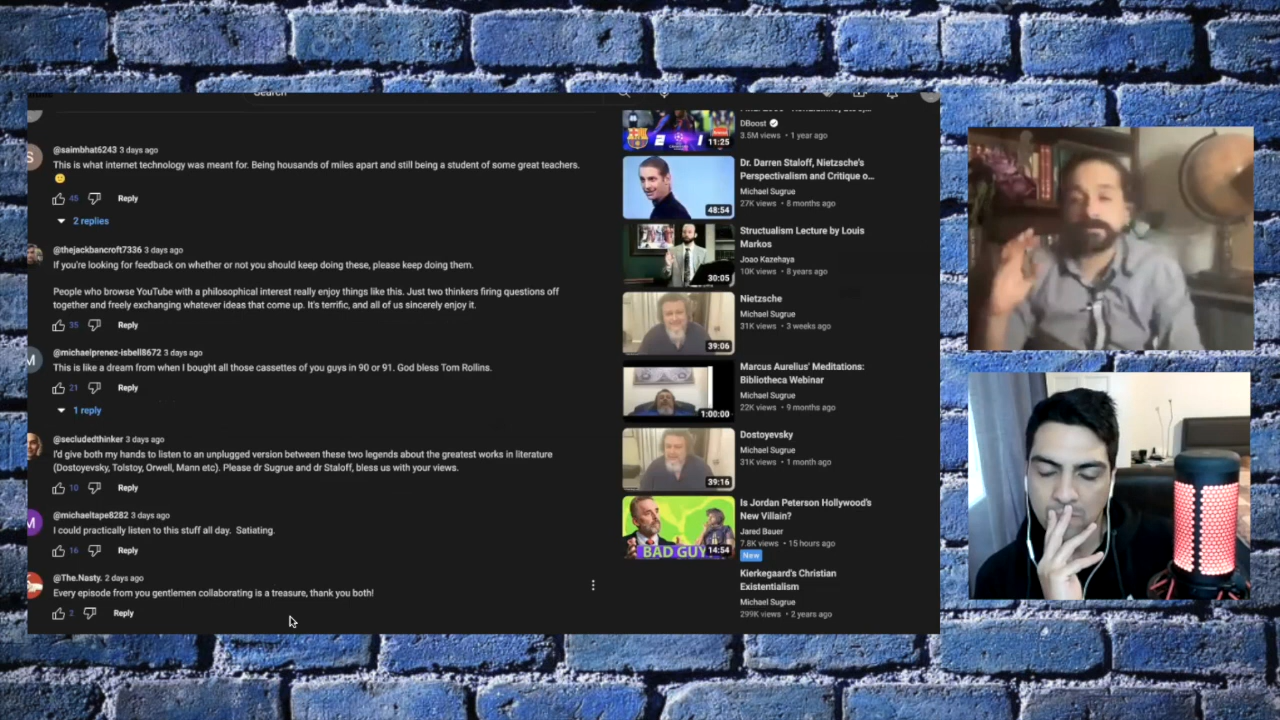 Search
@saimbhat6243 3 days ago
This is what internet technology was meant for. Being housands of miles apart and still being a student of some great teachers.
48
Reply
2 replies
@thejackbancroft7336 3 days ago
If you're looking for feedback on whether or not you should keep doing these, please keep doing them.
People who browse YouTube with a philosophical interest really enjoy things like this. Just two thinkers firing questions off
together and freely exchanging whatever ideas that come up. It's terrific, and all of us sincerely enjoy it.
35
Reply
M
@michaelprenez-isbell8672 3 days ago
This is like a dream from when I bought all those cassettes of you guys in 90 or 91. God bless Tom Rollins.
21
Reply
1 reply
@secludedthinker 3 days ago
I'd give both my hands to listen to an unplugged version between these two legends about the greatest works in literature
(Dostoyevsky, Tolstoy, Orwell, Mann etc). Please dr Sugrue and dr Staloff, bless us with your views.
10
Reply
M
@michaeltape8282 3 days ago
I could practically listen to this stuff all day. Satiating.
16
Reply
@The.Nasty. 2 days ago
Every episode from you gentlemen collaborating is a treasure, thank you both!
2
Reply
DBoost
3.5M views • 1 year ago
11:25
Dr. Darren Staloff, Nietzsche's
Perspectivalism and Critique o...
Michael Sugrue
27K views • 8 months ago
48:54
Structualism Lecture by Louis
Markos
Joao Kazehaya
10K views • 8 years ago
30:05
Nietzsche
Michael Sugrue
31K views • 3 weeks ago
39:06
Marcus Aurelius' Meditations:
Bibliotheca Webinar
Michael Sugrue
22K views • 9 months ago
1:00:00
Dostoyevsky
Michael Sugrue
31K views • 1 month ago
39:16
Is Jordan Peterson Hollywood's
New Villain?
Jared Bauer
7.8K views • 15 hours ago
New
BAD GUY
14:54
Kierkegaard's Christian
Existentialism
Michael Sugrue
299K views • 2 years ago